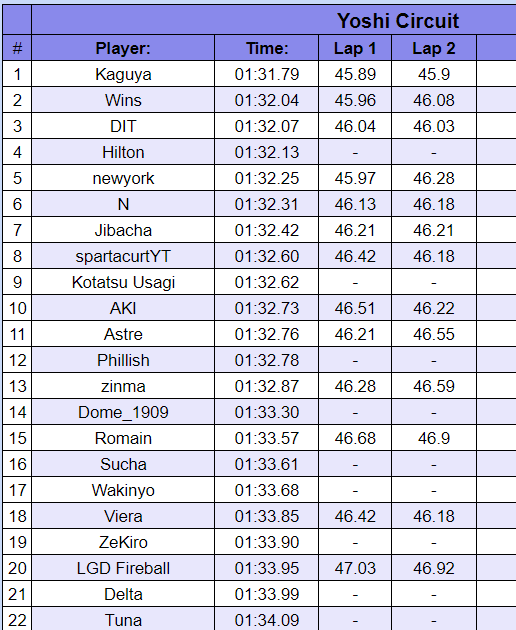 Yoshi Circuit
# Player: Time: Lap 1 Lap 2
1 Kaguya 01:31.79 45.89 45.9
2 Wins 01:32.04 45.96 46.08
3 DIT 01:32.07 46.04 46.03
4 Hilton 01:32.13 - -
5 newyork 01:32.25 45.97 46.28
6 N 01:32.31 46.13 46.18
7 Jibacha 01:32.42 46.21 46.21
8 spartacurtYT 01:32.60 46.42 46.18
9 Kotatsu Usagi 01:32.62 - -
10 AKI 01:32.73 46.51 46.22
11 Astre 01:32.76 46.21 46.55
12 Phillish 01:32.78 - -
13 zinma 01:32.87 46.28 46.59
14 Dome_1909 01:33.30 - -
15 Romain 01:33.57 46.68 46.9
16 Sucha 01:33.61 - -
17 Wakinyo 01:33.68 - -
18 Viera 01:33.85 46.42 46.18
19 ZeKiro 01:33.90 - -
20 LGD Fireball 01:33.95 47.03 46.92
21 Delta 01:33.99 - -
22 Tuna 01:34.09 - -